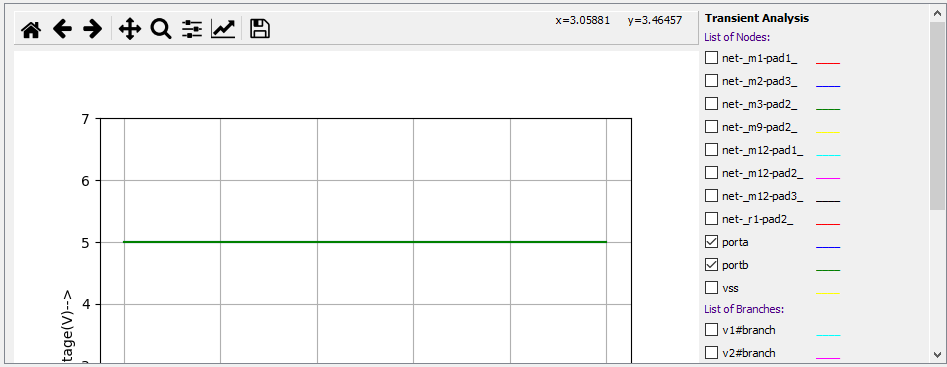 x=3.05881 y=3.46457
Transient Analysis
List of Nodes:
net-_m1-pad1_
net-_m2-pad3_
net-_m3-pad2_
net-_m9-pad2_
net-_m12-pad1_
net-_m12-pad2_
net-_m12-pad3_
net-_r1-pad2_
porta
portb
vss
List of Branches:
v1#branch
v2#branch
7
6
5
4
tage(V)-->